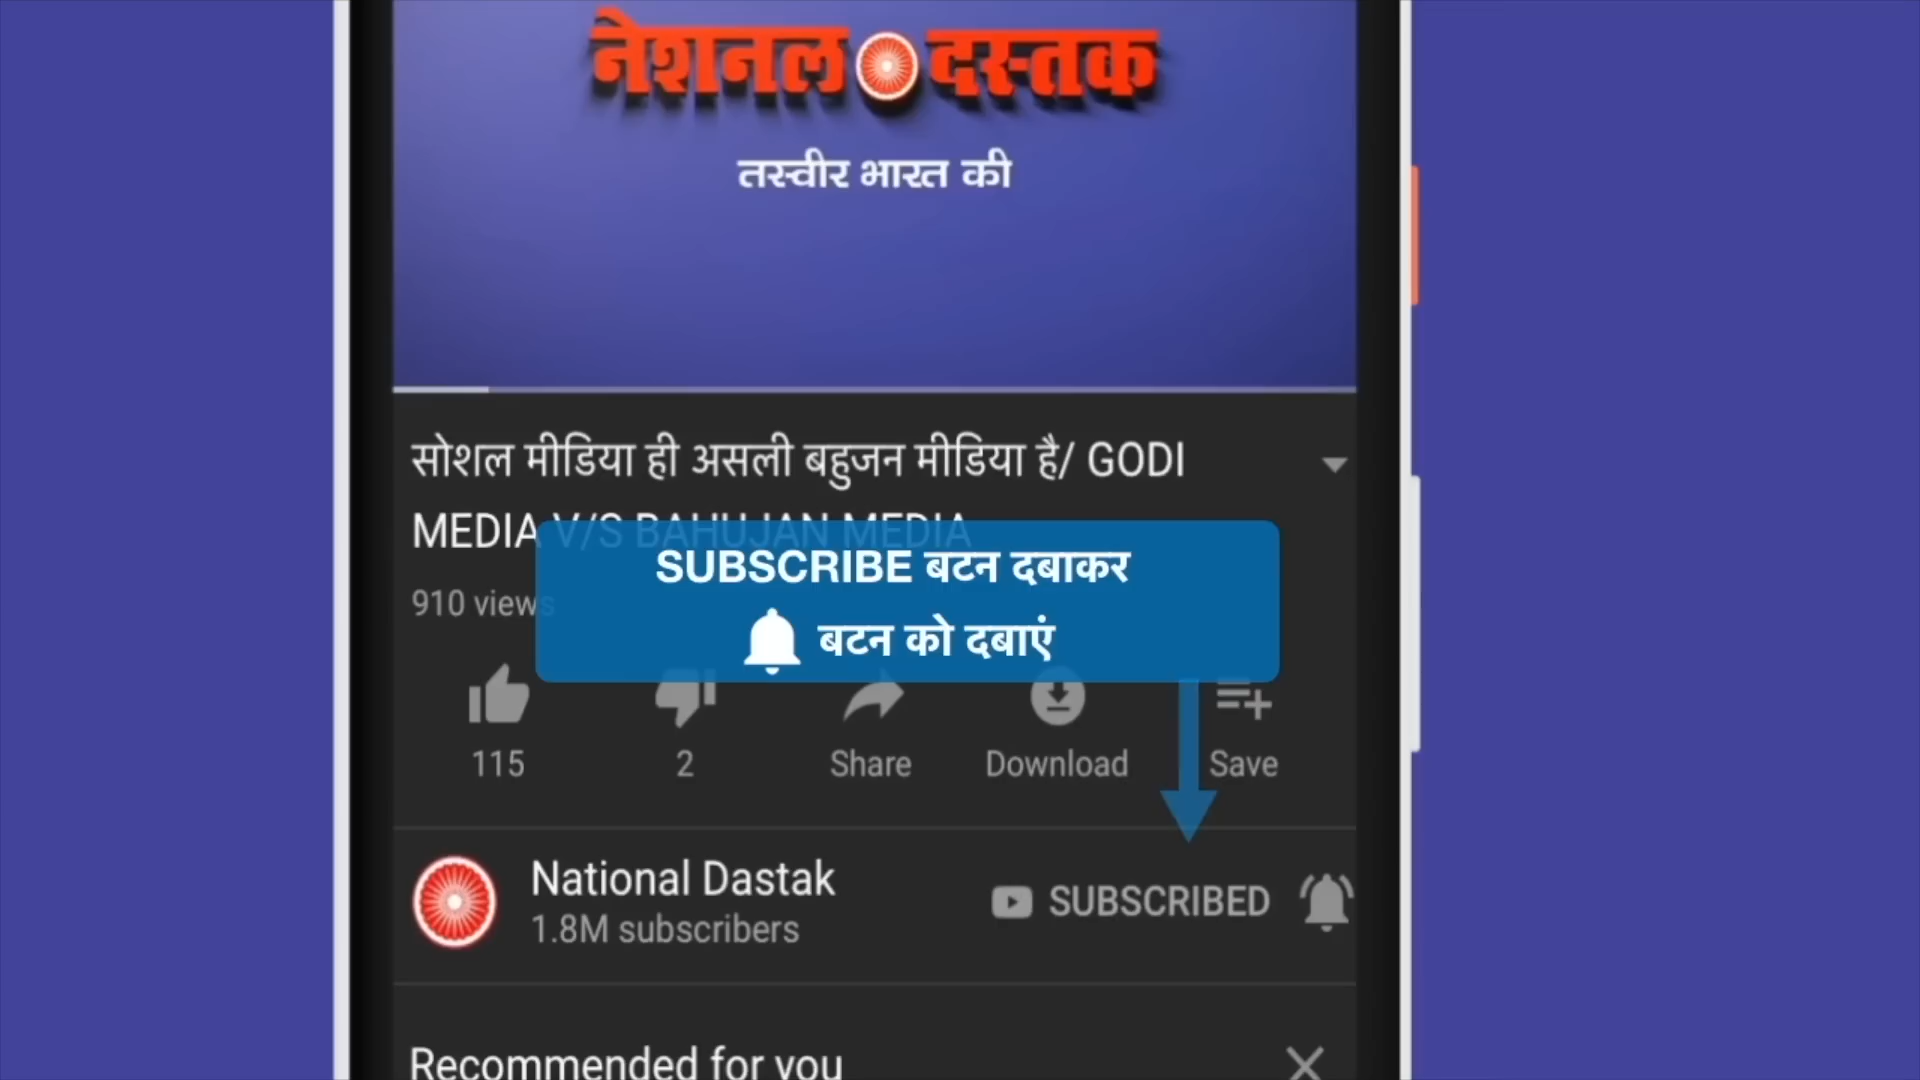 नेशनल दस्तक
तस्वीर भारत की
सोशल मीडिया ही असली बहुजन मीडिया है/ GODI
MEDIA V/S BAHUJAN MEDIA
SUBSCRIBE बटन दबाकर
बटन को दबाएं
910 views
115
2
Share
Download
Save
National Dastak
1.8M subscribers
SUBSCRIBED
Recommended for you